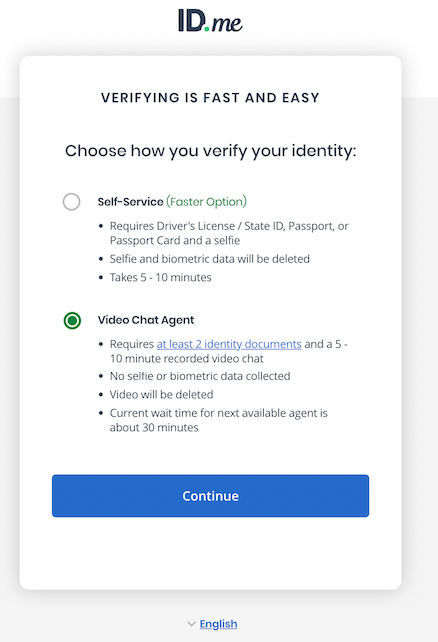 ID.me
VERIFYING IS FAST AND EASY
Choose how you verify your identity:
Self-Service (Faster Option)
• Requires Driver's License / State ID, Passport, or
Passport Card and a selfie
• Selfie and biometric data will be deleted
• Takes 5 - 10 minutes
Video Chat Agent
• Requires at least 2 identity documents and a 5 -
10 minute recorded video chat
• No selfie or biometric data collected
• Video will be deleted
• Current wait time for next available agent is
about 30 minutes
Continue
English